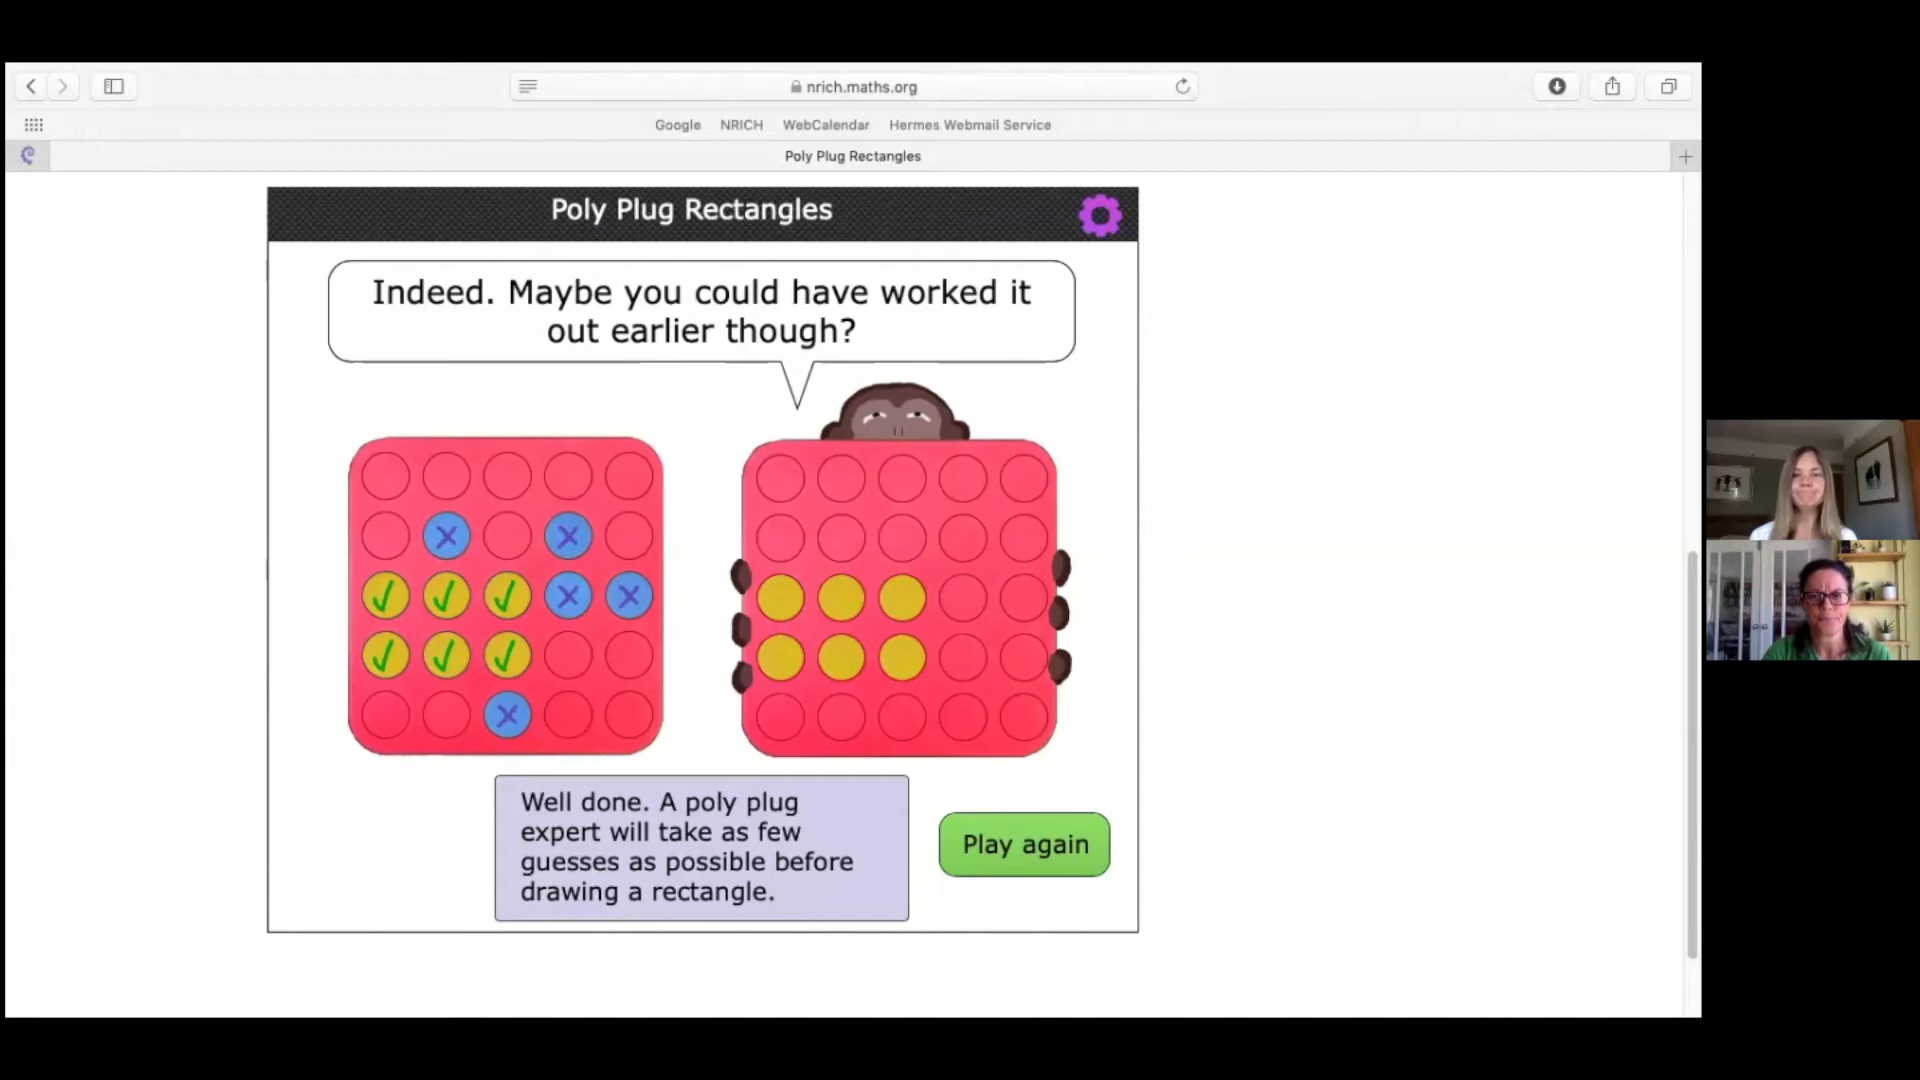 nrich.maths.org
Google NRICH WebCalendar Hermes Webmail Service
Poly Plug Rectangles
Poly Plug Rectangles
Indeed. Maybe you could have worked it
out earlier though?
Well done. A poly plug
expert will take as few
guesses as possible before
drawing a rectangle.
Play again